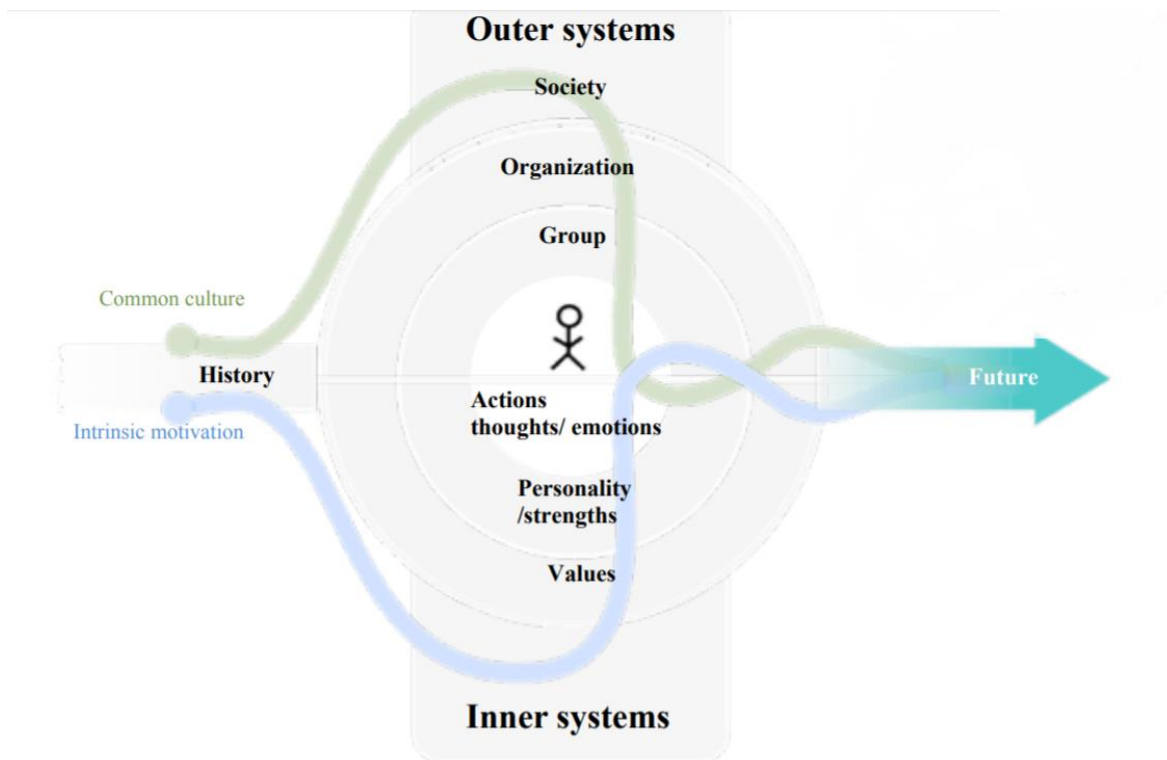 Outer systems
Society
Organization
Group
Common culture
History
Future
Intrinsic motivation
Actions
thoughts/ emotions
Personality
/strengths
Values
Inner systems